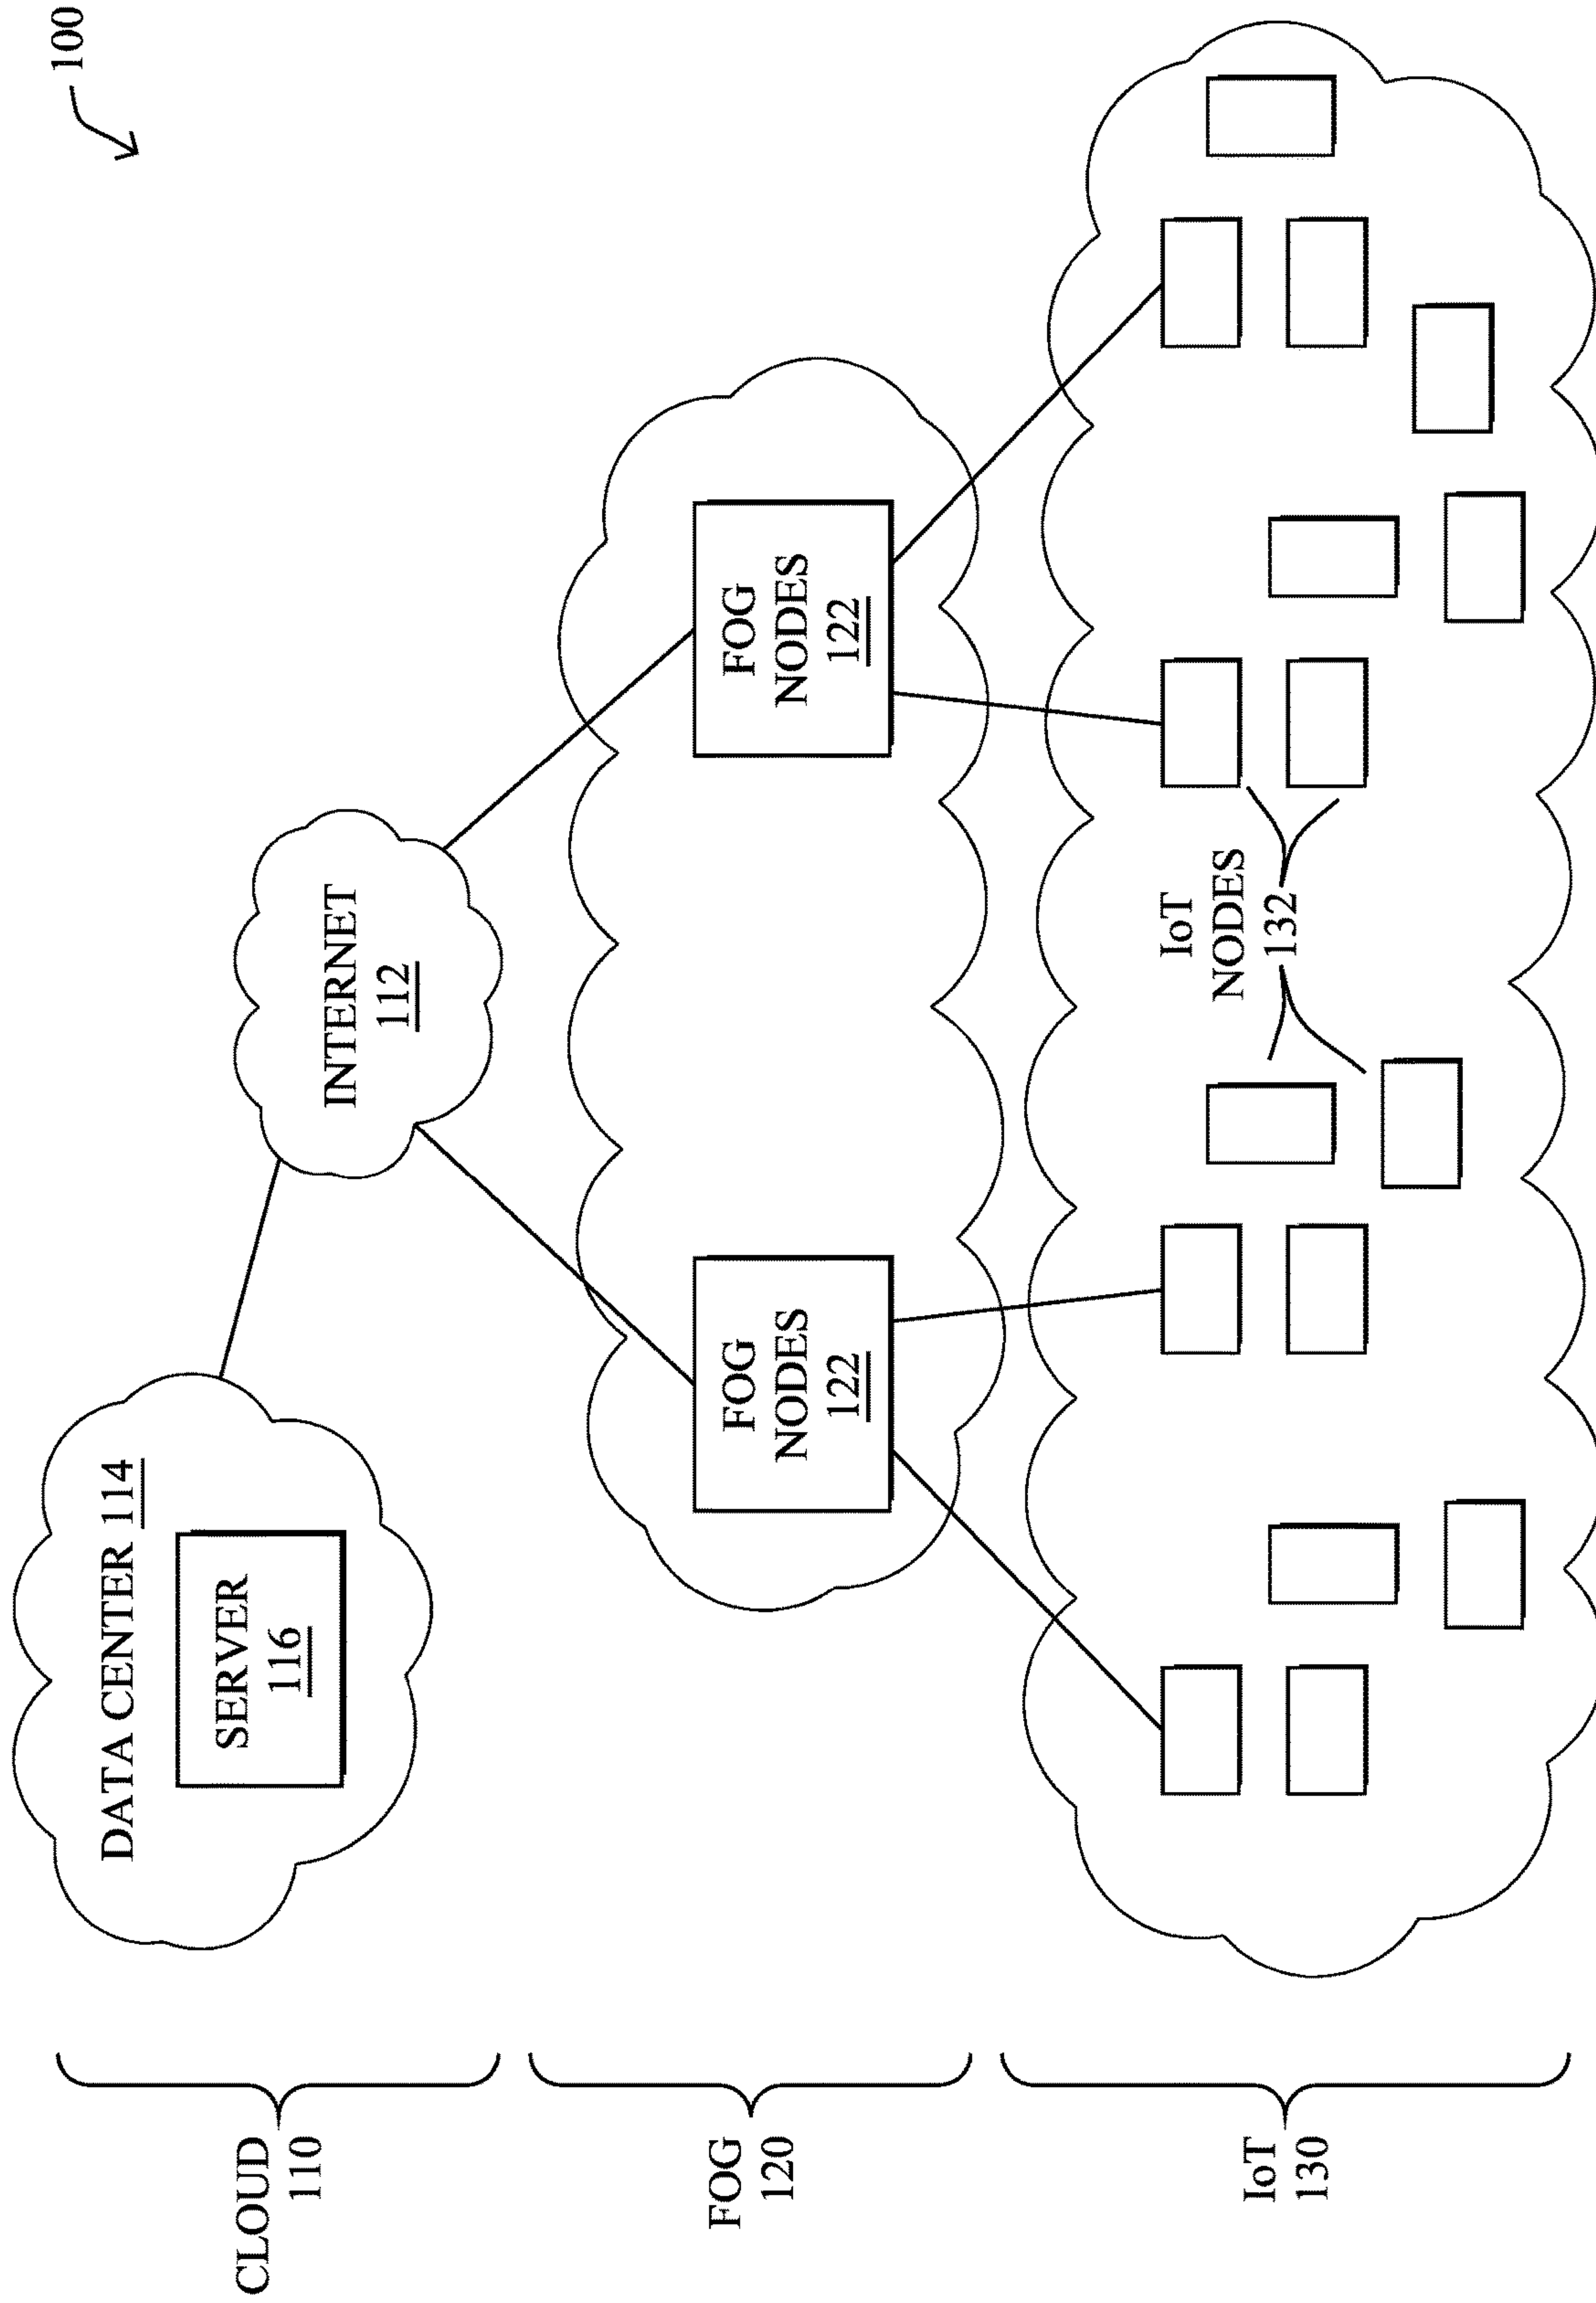 100
CLOUD
110
DATA CENTER 114
SERVER
116
INTERNET
112
FOG
120
FOG
NODES
122
FOG
NODES
122
IoT
130
IoT
NODES
132